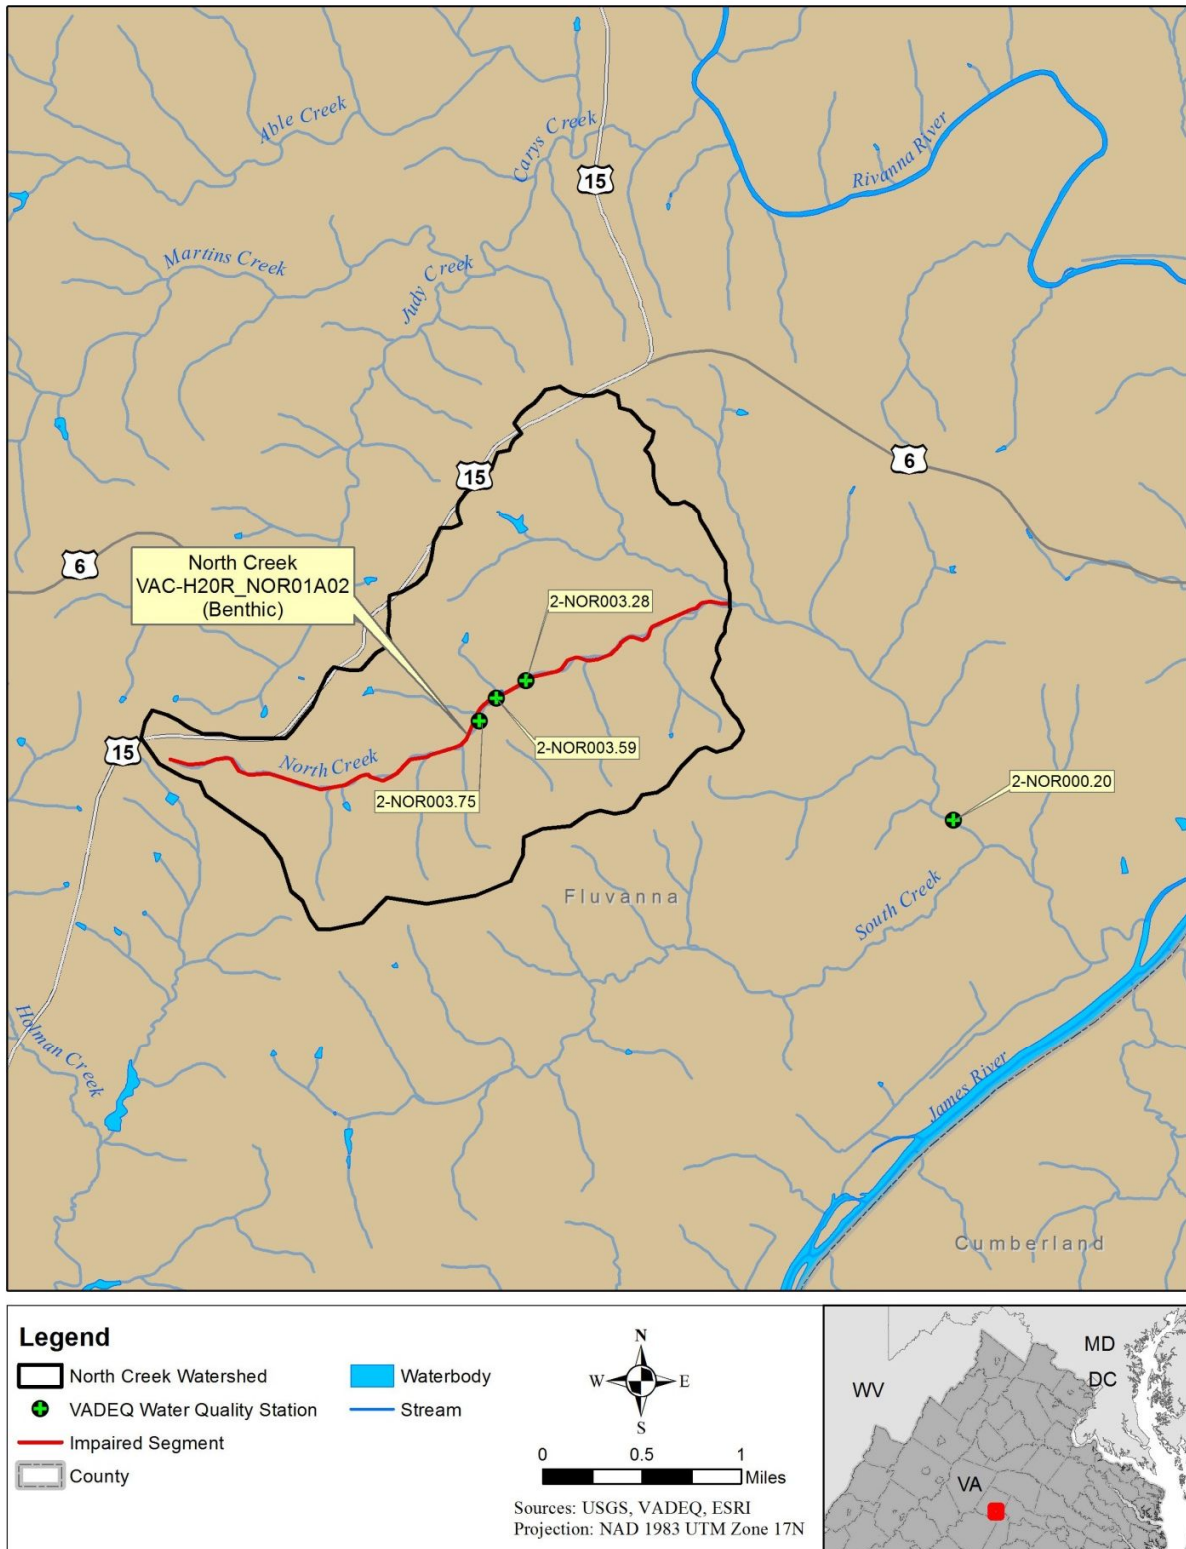 Able Creek
Carys Creek
Rivanna River
15
Martins Creek
Judy Creek
6
15
6
North Creek
VAC-H20R_NOR01A02
(Benthic)
2-NOR003.28
2-NOR003.59
15
North Creek
2-NOR003.75
2-NOR000.20
Fluvanna
South Creek
Holman Creek
James River
Cumberland
Legend
North Creek Watershed
VADEQ Water Quality Station
Impaired Segment
County
Waterbody
Stream
N
W
E
S
0 0.5 1
Miles
Sources: USGS, VADEQ, ESRI
Projection: NAD 1983 UTM Zone 17N
MD
DC
WV
VA